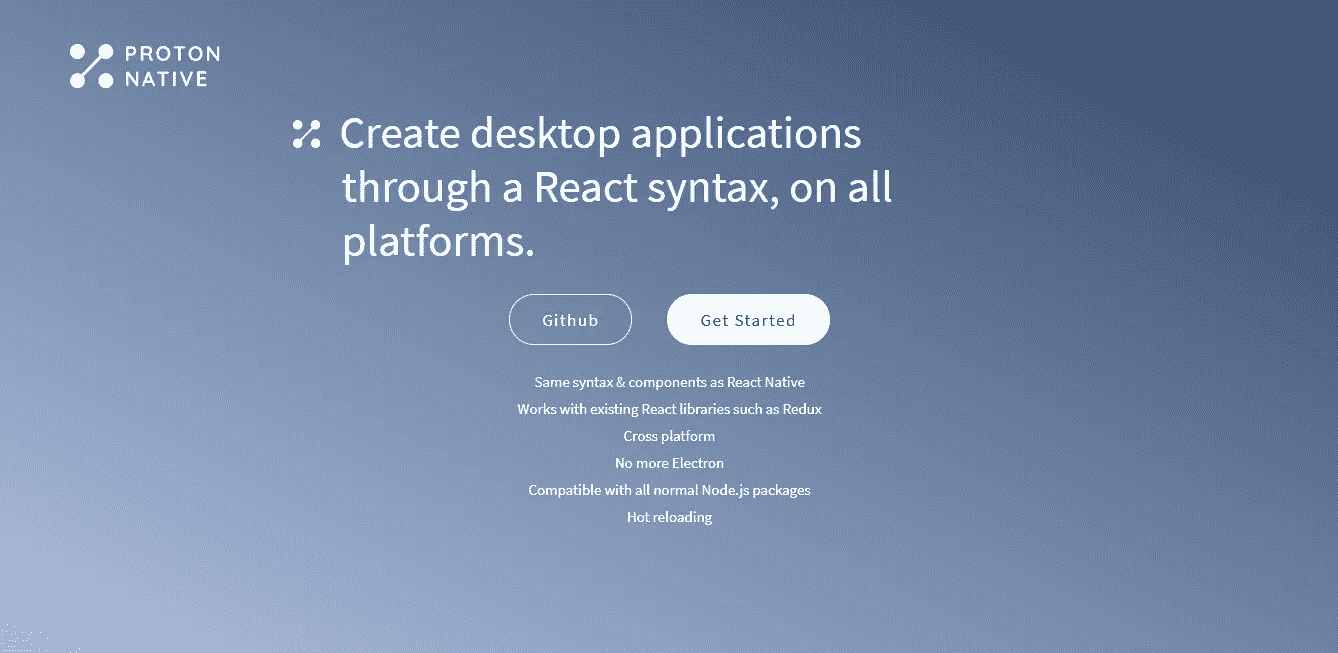 PROTON
NATIVE
Create desktop applications
through a React syntax, on all
platforms.
Github
Get Started
Same syntax & components as React Native
Works with existing React libraries such as Redux
Cross platform
No more Electron
Compatible with all normal Node.js packages
Hot reloading